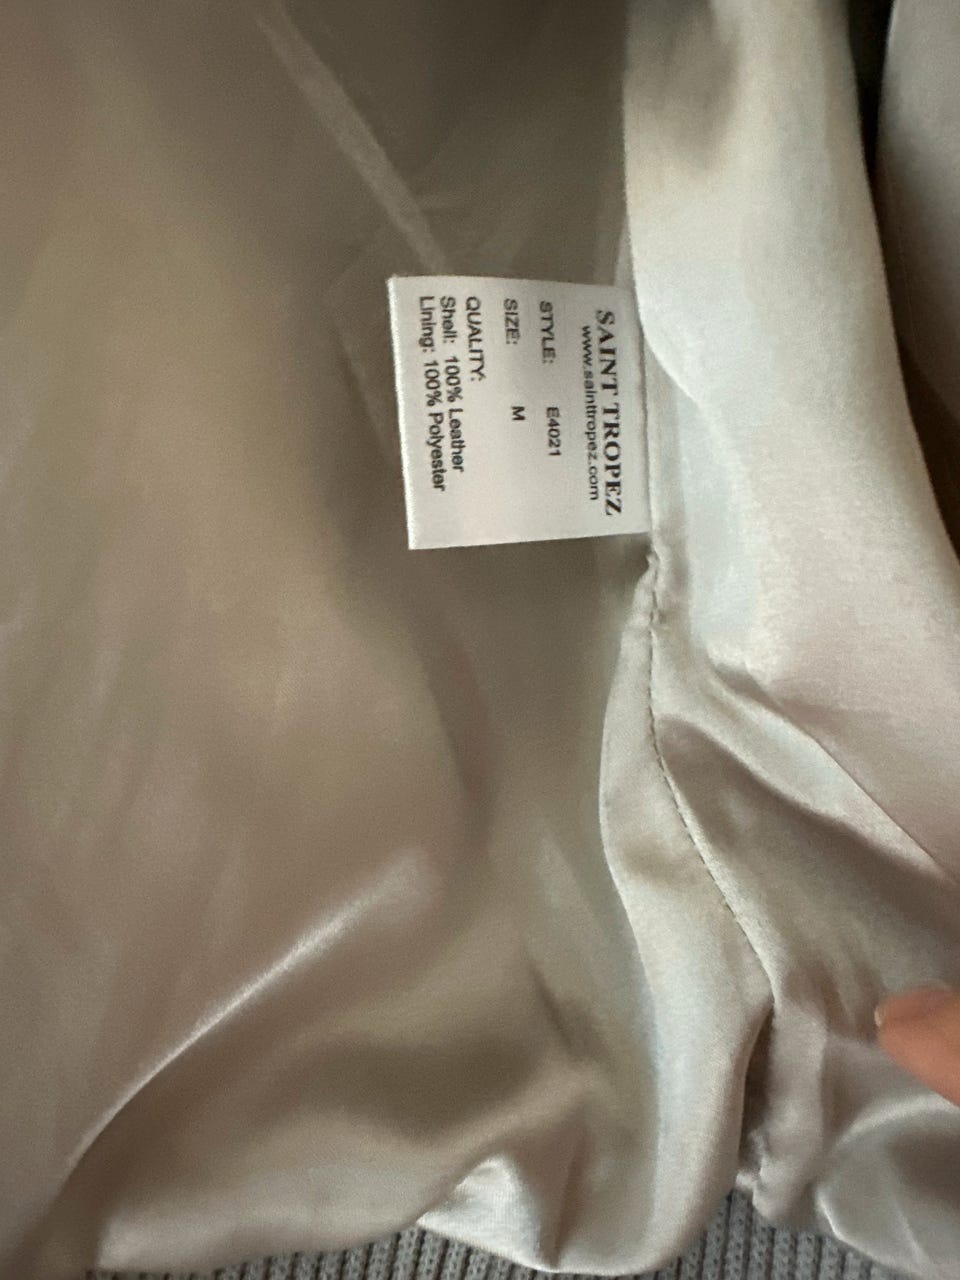 SAINT TROPEZ
www.sainttropez.com
STYLE: E4021
SIZE: M
QUALITY:
Shell: 100% Leather
Lining: 100% Polyester